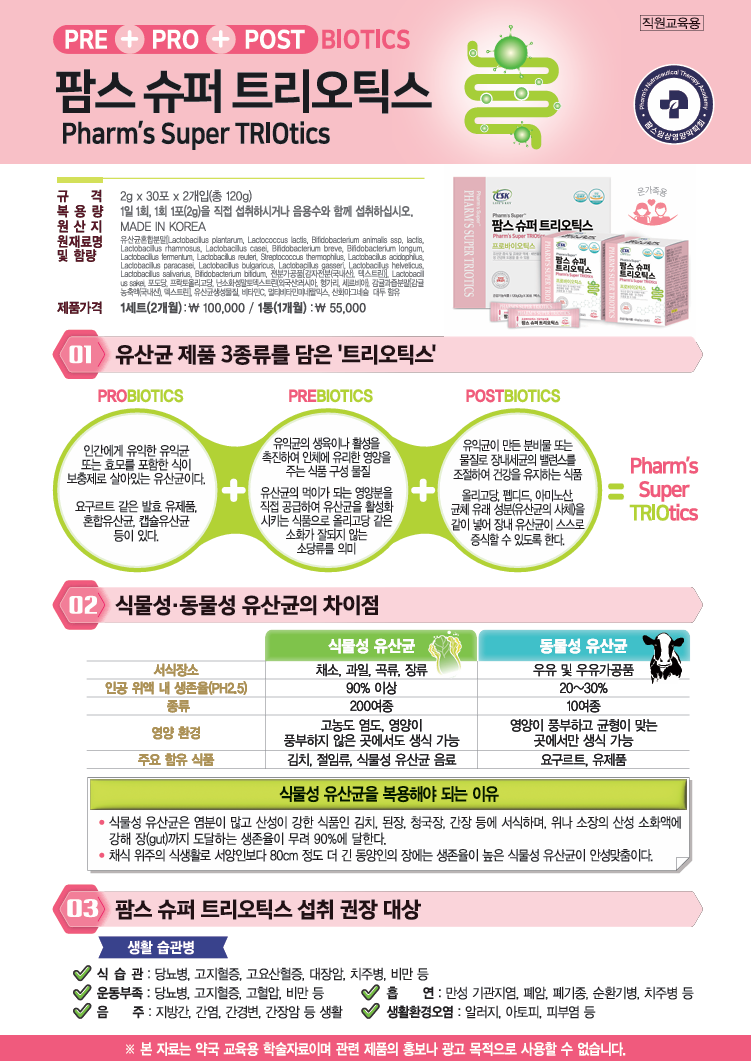 직원교육용
PRE + PRO + POST BIOTICS
팜스 슈퍼 트리오틱스
Pharm's Super TRIOtics
Pharm's Nutraceutical Therapy Academy
팜스임상영양약학회
규 격 2g x 30포 x 2개입(총 120g)
복 용 량 1일 1회, 1회 1포(2g)을 직접 섭취하시거나 음용수와 함께 섭취하십시오.
원 산 지 MADE IN KOREA
원재료명 및 함량 유산균혼합분말[Lactobacillus plantarum, Lactococcus lactis, Bifidobacterium animalis ssp, lactis,
Lactobacillus rhamnosus, Lactobacillus casei, Bifidobacterium breve, Bifidobacterium longum,
Lactobacillus fermentum, Lactobacillus reuteri, Streptococcus thermophilus, Lactobacillus acidophilus,
Lactobacillus paracasei, Lactobacillus bulgaricus, Lactobacillus gasseri, Lactobacillus helveticus,
Lactobacillus salivarius, Bifidobacterium bifidum, 전분가공품[감자전분(국내산), 덱스트린], Lactobacill
us sakei, 포도당, 프락토올리고당, 난소화성말토덱스트린(외국산:러시아, 헝가리, 세르비아), 감귤과즙분말[감귤
농축액(국내산), 덱스트린], 유산균생성물질, 비타민C, 멀티비타민미네랄믹스, 산화마그네슘 대두 함유
제품가격 1세트(2개월) : ₩ 100,000 / 1통(1개월) : ₩ 55,000
CSK
Pharm's Super
팜스 슈퍼 트리오틱스
Pharm's Super TRIOtics
프로바이오틱스
PHARM'S SUPER TRIOTICS
온가족용
팜스 슈퍼
트리오틱스
01 유산균 제품 3종류를 담은 '트리오틱스'
PROBIOTICS
인간에게 유익한 유익균
또는 효모를 포함한 식이
보충제로 살아있는 유산균이다.
요구르트 같은 발효 유제품,
혼합유산균, 캡슐유산균
등이 있다.
+
PREBIOTICS
유익균의 생육이나 활성을
촉진하여 인체에 유리한 영양을
주는 식품 구성 물질
유산균의 먹이가 되는 영양분을
직접 공급하여 유산균을 활성화
시키는 식품으로 올리고당 같은
소화가 잘되지 않는
소당류를 의미
+
POSTBIOTICS
유익균이 만든 분비물 또는
물질로 장내세균의 밸런스를
조절하여 건강을 유지하는 식품
올리고당, 펩디드, 아미노산,
균체 유래 성분(유산균의 사체)을
같이 넣어 장내 유산균이 스스로
증식할 수 있도록 한다.
=
Pharm's
Super
TRIOtics
02 식물성·동물성 유산균의 차이점
식물성 유산균 동물성 유산균
서식장소 채소, 과일, 곡류, 장류 우유 및 우유가공품
인공 위액 내 생존율(PH2.5) 90% 이상 20~30%
종류 200여종 10여종
영양 환경 고농도 염도, 영양이
풍부하지 않은 곳에서도 생식 가능 영양이 풍부하고 균형이 맞는
곳에서만 생식 가능
주요 함유 식품 김치, 절임류, 식물성 유산균 음료 요구르트, 유제품
식물성 유산균을 복용해야 되는 이유
• 식물성 유산균은 염분이 많고 산성이 강한 식품인 김치, 된장, 청국장, 간장 등에 서식하며, 위나 소장의 산성 소화액에
강해 장(gut)까지 도달하는 생존율이 무려 90%에 달한다.
• 채식 위주의 식생활로 서양인보다 80cm 정도 더 긴 동양인의 장에는 생존율이 높은 식물성 유산균이 안성맞춤이다.
03 팜스 슈퍼 트리오틱스 섭취 권장 대상
생활 습관병
식 습 관 : 당뇨병, 고지혈증, 고요산혈증, 대장암, 치주병, 비만 등
운동부족 : 당뇨병, 고지혈증, 고혈압, 비만 등
흡 연 : 만성 기관지염, 폐암, 폐기종, 순환기병, 치주병 등
음 주 : 지방간, 간염, 간경변, 간장암 등 생활
생활환경오염 : 알러지, 아토피, 피부염 등
※ 본 자료는 약국 교육용 학술자료이며 관련 제품의 홍보나 광고 목적으로 사용할 수 없습니다.